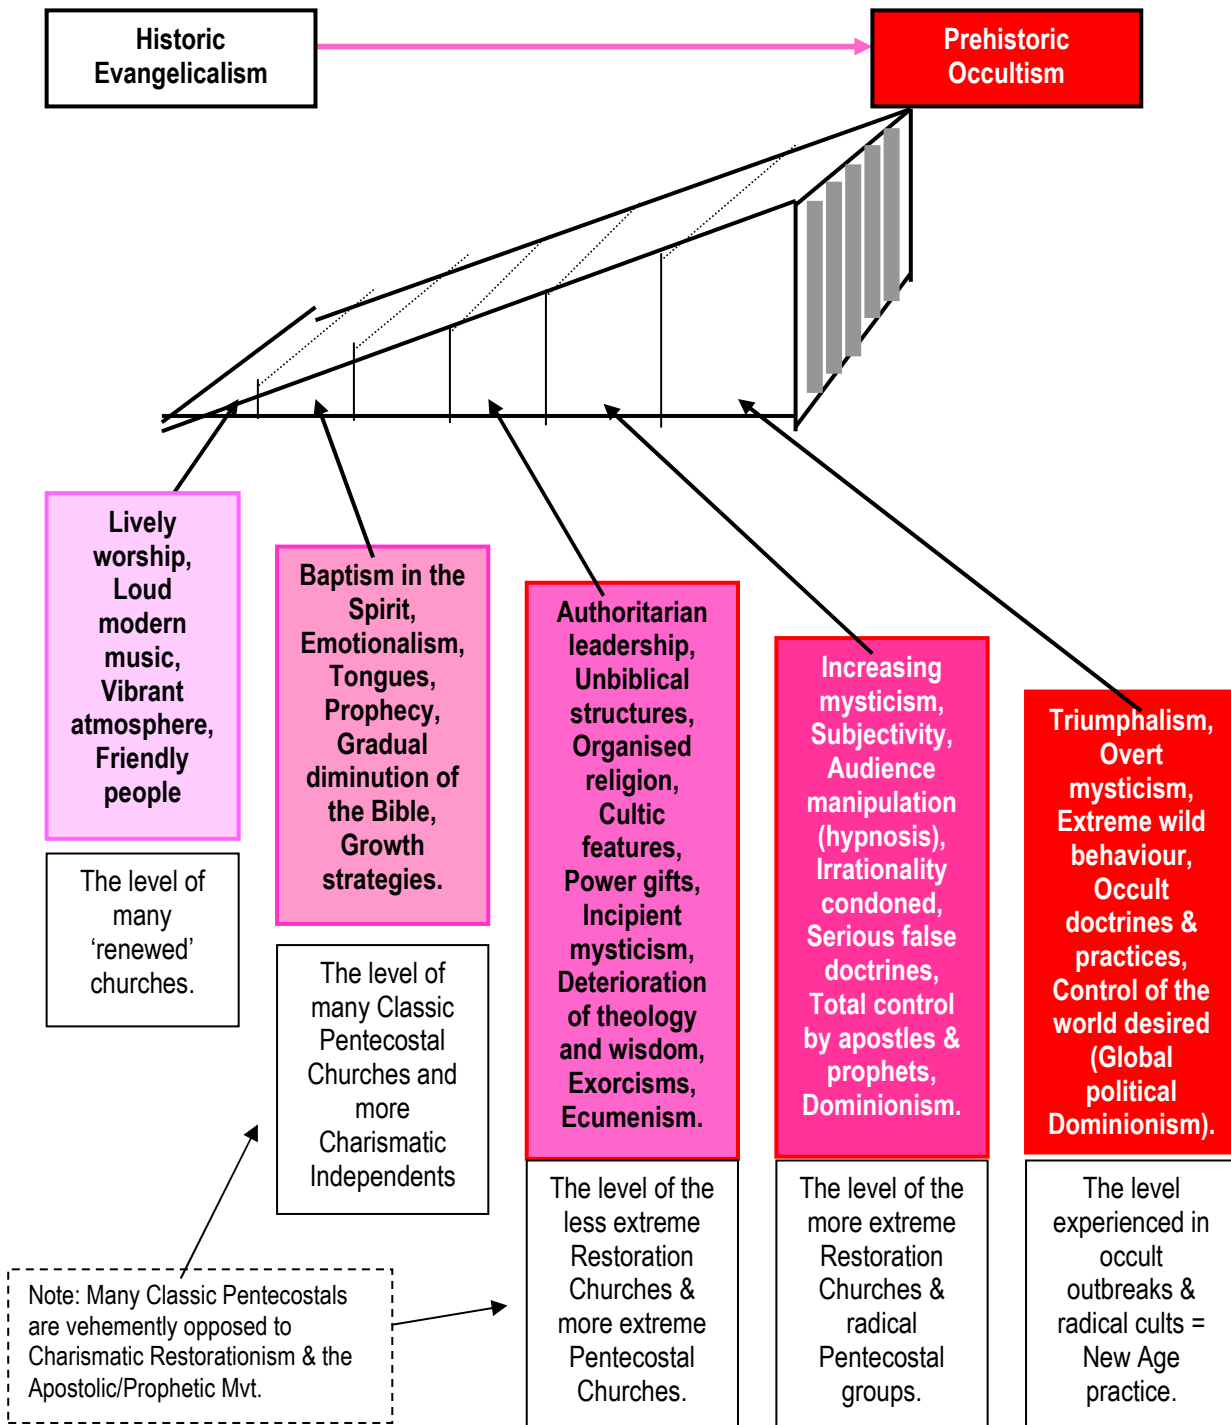 Historic
Evangelicalism
Prehistoric
Occultism
Lively
worship,
Loud
modern
music,
Vibrant
atmosphere,
Friendly
people
The level of
many
‘renewed’
churches.
Baptism in the
Spirit,
Emotionalism,
Tongues,
Prophecy,
Gradual
diminution of
the Bible,
Growth
strategies.
The level of
many Classic
Pentecostal
Churches and
more
Charismatic
Independents
Authoritarian
leadership,
Unbiblical
structures,
Organised
religion,
Cultic
features,
Power gifts,
Incipient
mysticism,
Deterioration
of theology
and wisdom,
Exorcisms,
Ecumenism.
The level of the
less extreme
Restoration
Churches &
more extreme
Pentecostal
Churches.
Increasing
mysticism,
Subjectivity,
Audience
manipulation
(hypnosis),
Irrationality
condoned,
Serious false
doctrines,
Total control
by apostles &
prophets,
Dominionism.
The level of the
more extreme
Restoration
Churches &
radical
Pentecostal
groups.
Triumphalism,
Overt
mysticism,
Extreme wild
behaviour,
Occult
doctrines &
practices,
Control of the
world desired
(Global
political
Dominionism).
The level
experienced in
occult
outbreaks &
radical cults =
New Age
practice.
Note: Many Classic Pentecostals
are vehemently opposed to
Charismatic Restorationism & the
Apostolic/Prophetic Mvt.